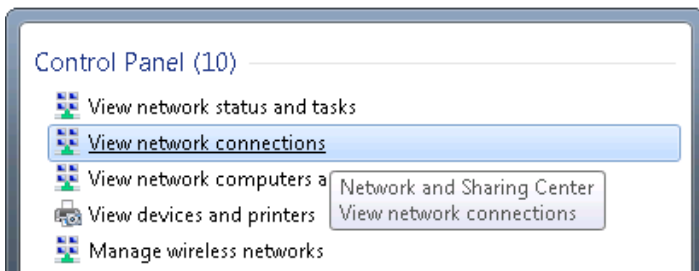 Control Panel (10)
View network status and tasks
View network connections
View network computers a
Network and Sharing Center
View network connections
View devices and printers
Manage wireless networks